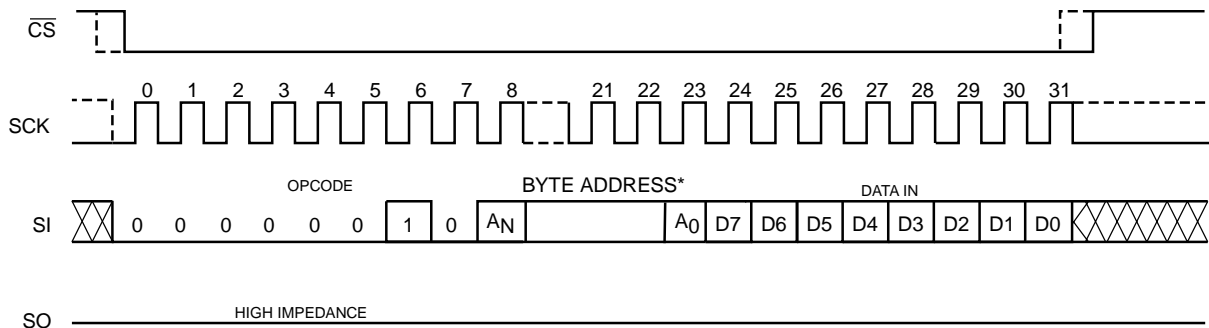 CS
0 1 2 3 4 5 6 7 8 21 22 23 24 25 26 27 28 29 30 31
SCK
OPCODE BYTE ADDRESS* DATA IN
SI 0 0 0 0 0 0 1 0 AN A0 D7 D6 D5 D4 D3 D2 D1 D0
HIGH IMPEDANCE
SO